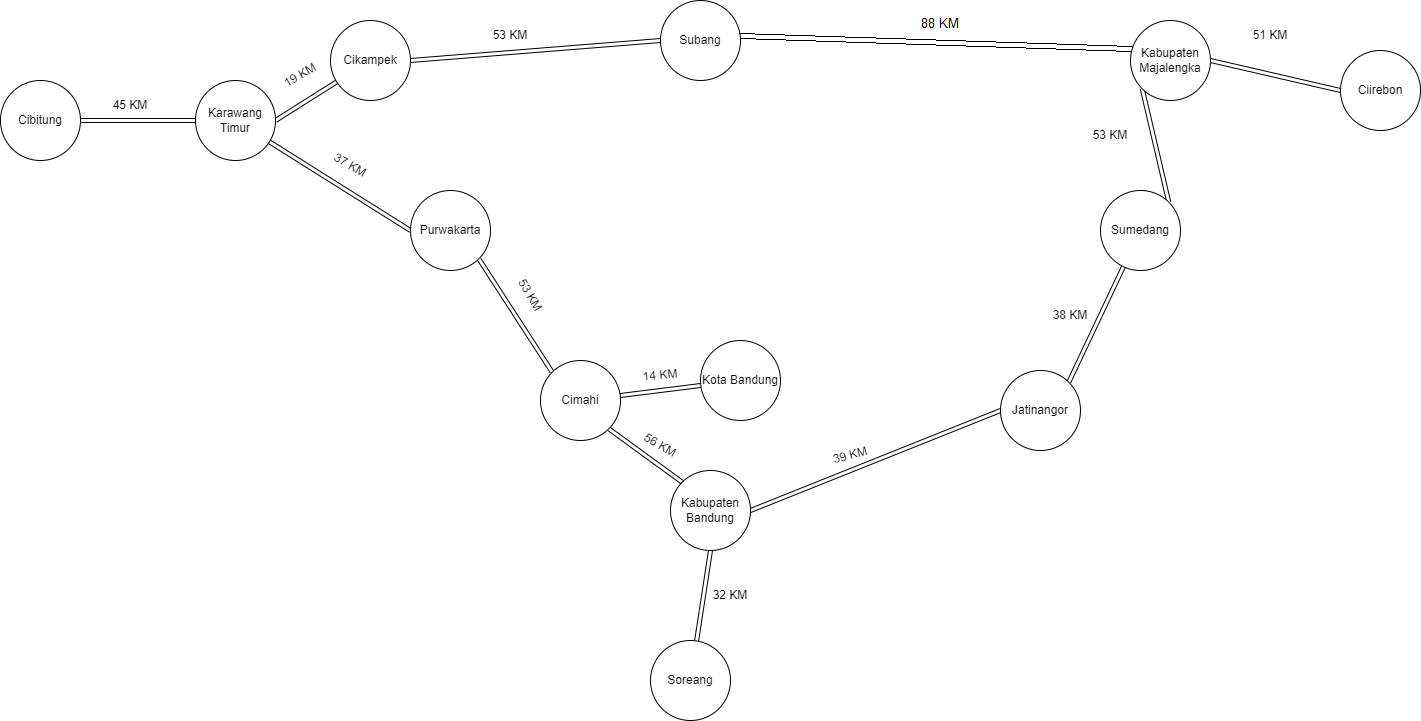 88 KM
53 KM
51 KM
Subang
Cikampek
Kabupaten
Majalengka
19 KM
Ciirebon
45 KM
Cibitung
Karawang
Timur
53 KM
37 KM
Purwakarta
Sumedang
53 KM
38 KM
14 KM
Kota Bandung
Cimahi
Jatinangor
56 KM
39 KM
Kabupaten
Bandung
32 KM
Soreang